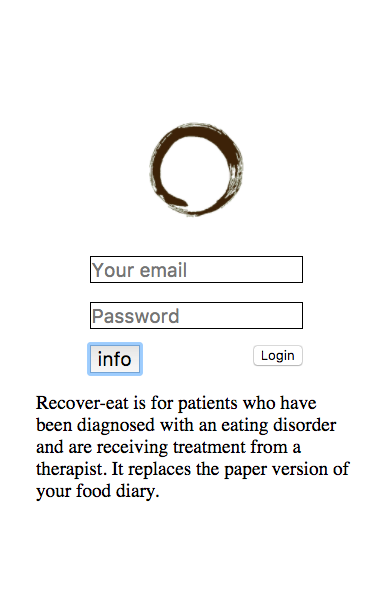 Your email
Password
info
Login
Recover-eat is for patients who have
been diagnosed with an eating disorder
and are receiving treatment from a
therapist. It replaces the paper version of
your food diary.